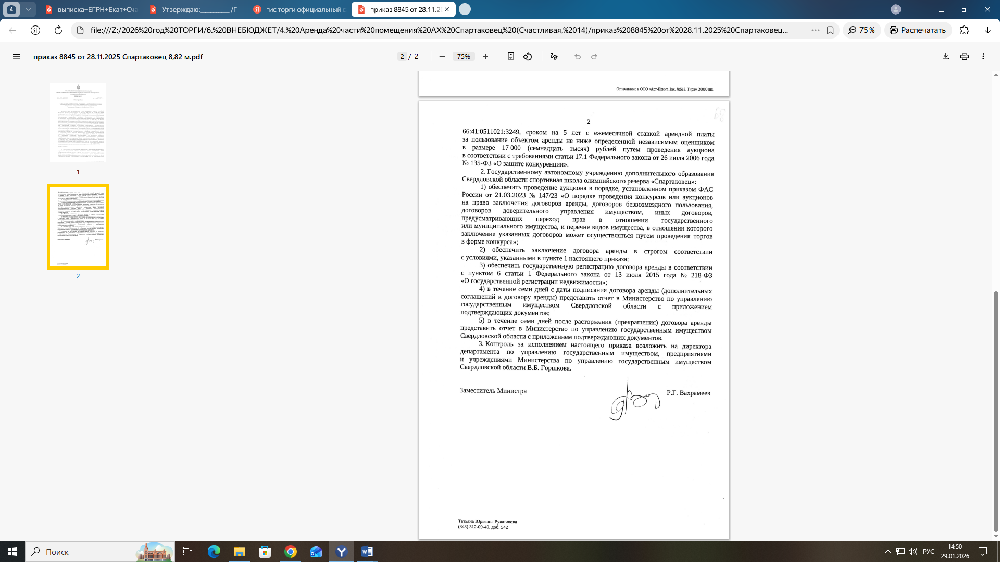 4
выписка+ЕГРН+Екат+Сча
Утверждаю:__________ /Г
гис торги официальный с
приказ 8845 от 28.11.20
file:///Z:/2026%20год%20ТОРГИ/6.%20ВНЕБЮДЖЕТ/4.%20Аренда%20части%20помещения%20АХ%20Спартаковец%20(Счастливая,%2014)/приказ%208845%20от%2028.11.2025%20Спартаковец...
75 %
Распечатать
приказ 8845 от 28.11.2025 Спартаковец 8,82 м.pdf
2 / 2
75%
1
2
Отпечатано в ООО «Арт-Принт. Зак. №518. Тираж 20000 шт.
2
66:41:0511021:3249, сроком на 5 лет с ежемесячной ставкой арендной платы
за пользование объектом аренды не ниже определенной независимым оценщиком
в размере 17 000 (семнадцать тысяч) рублей путем проведения аукциона
в соответствии с требованиями статьи 17.1 Федерального закона от 26 июля 2006 года
№ 135-ФЗ «О защите конкуренции».
2. Государственному автономному учреждению дополнительного образования
Свердловской области спортивная школа олимпийского резерва «Спартаковец»:
1) обеспечить проведение аукциона в порядке, установленном приказом ФАС
России от 21.03.2023 № 147/23 «О порядке проведения конкурсов или аукционов
на право заключения договоров аренды, договоров безвозмездного пользования,
договоров доверительного управления имуществом, иных договоров,
предусматривающих переход прав в отношении государственного
или муниципального имущества, и перечне видов имущества, в отношении которого
заключение указанных договоров может осуществляться путем проведения торгов
в форме конкурса»;
2) обеспечить заключение договора аренды в строгом соответствии
с условиями, указанными в пункте 1 настоящего приказа;
3) обеспечить государственную регистрацию договора аренды в соответствии
с пунктом 6 статьи 1 Федерального закона от 13 июля 2015 года № 218-ФЗ
«О государственной регистрации недвижимости»;
4) в течение семи дней с даты подписания договора аренды (дополнительных
соглашений к договору аренды) представить отчет в Министерство по управлению
государственным имуществом Свердловской области с приложением
подтверждающих документов;
5) в течение семи дней после расторжения (прекращения) договора аренды
представить отчет в Министерство по управлению государственным имуществом
Свердловской области с приложением подтверждающих документов.
3. Контроль за исполнением настоящего приказа возложить на директора
департамента по управлению государственным имуществом, предприятиями
и учреждениями Министерства по управлению государственным имуществом
Свердловской области В.Б. Горшкова.
Заместитель Министра
Р.Г. Вахрамеев
Татьяна Юрьевна Ружникова
(343) 312-09-40, доб. 542
Поиск
РУС
14:50
29.01.2026